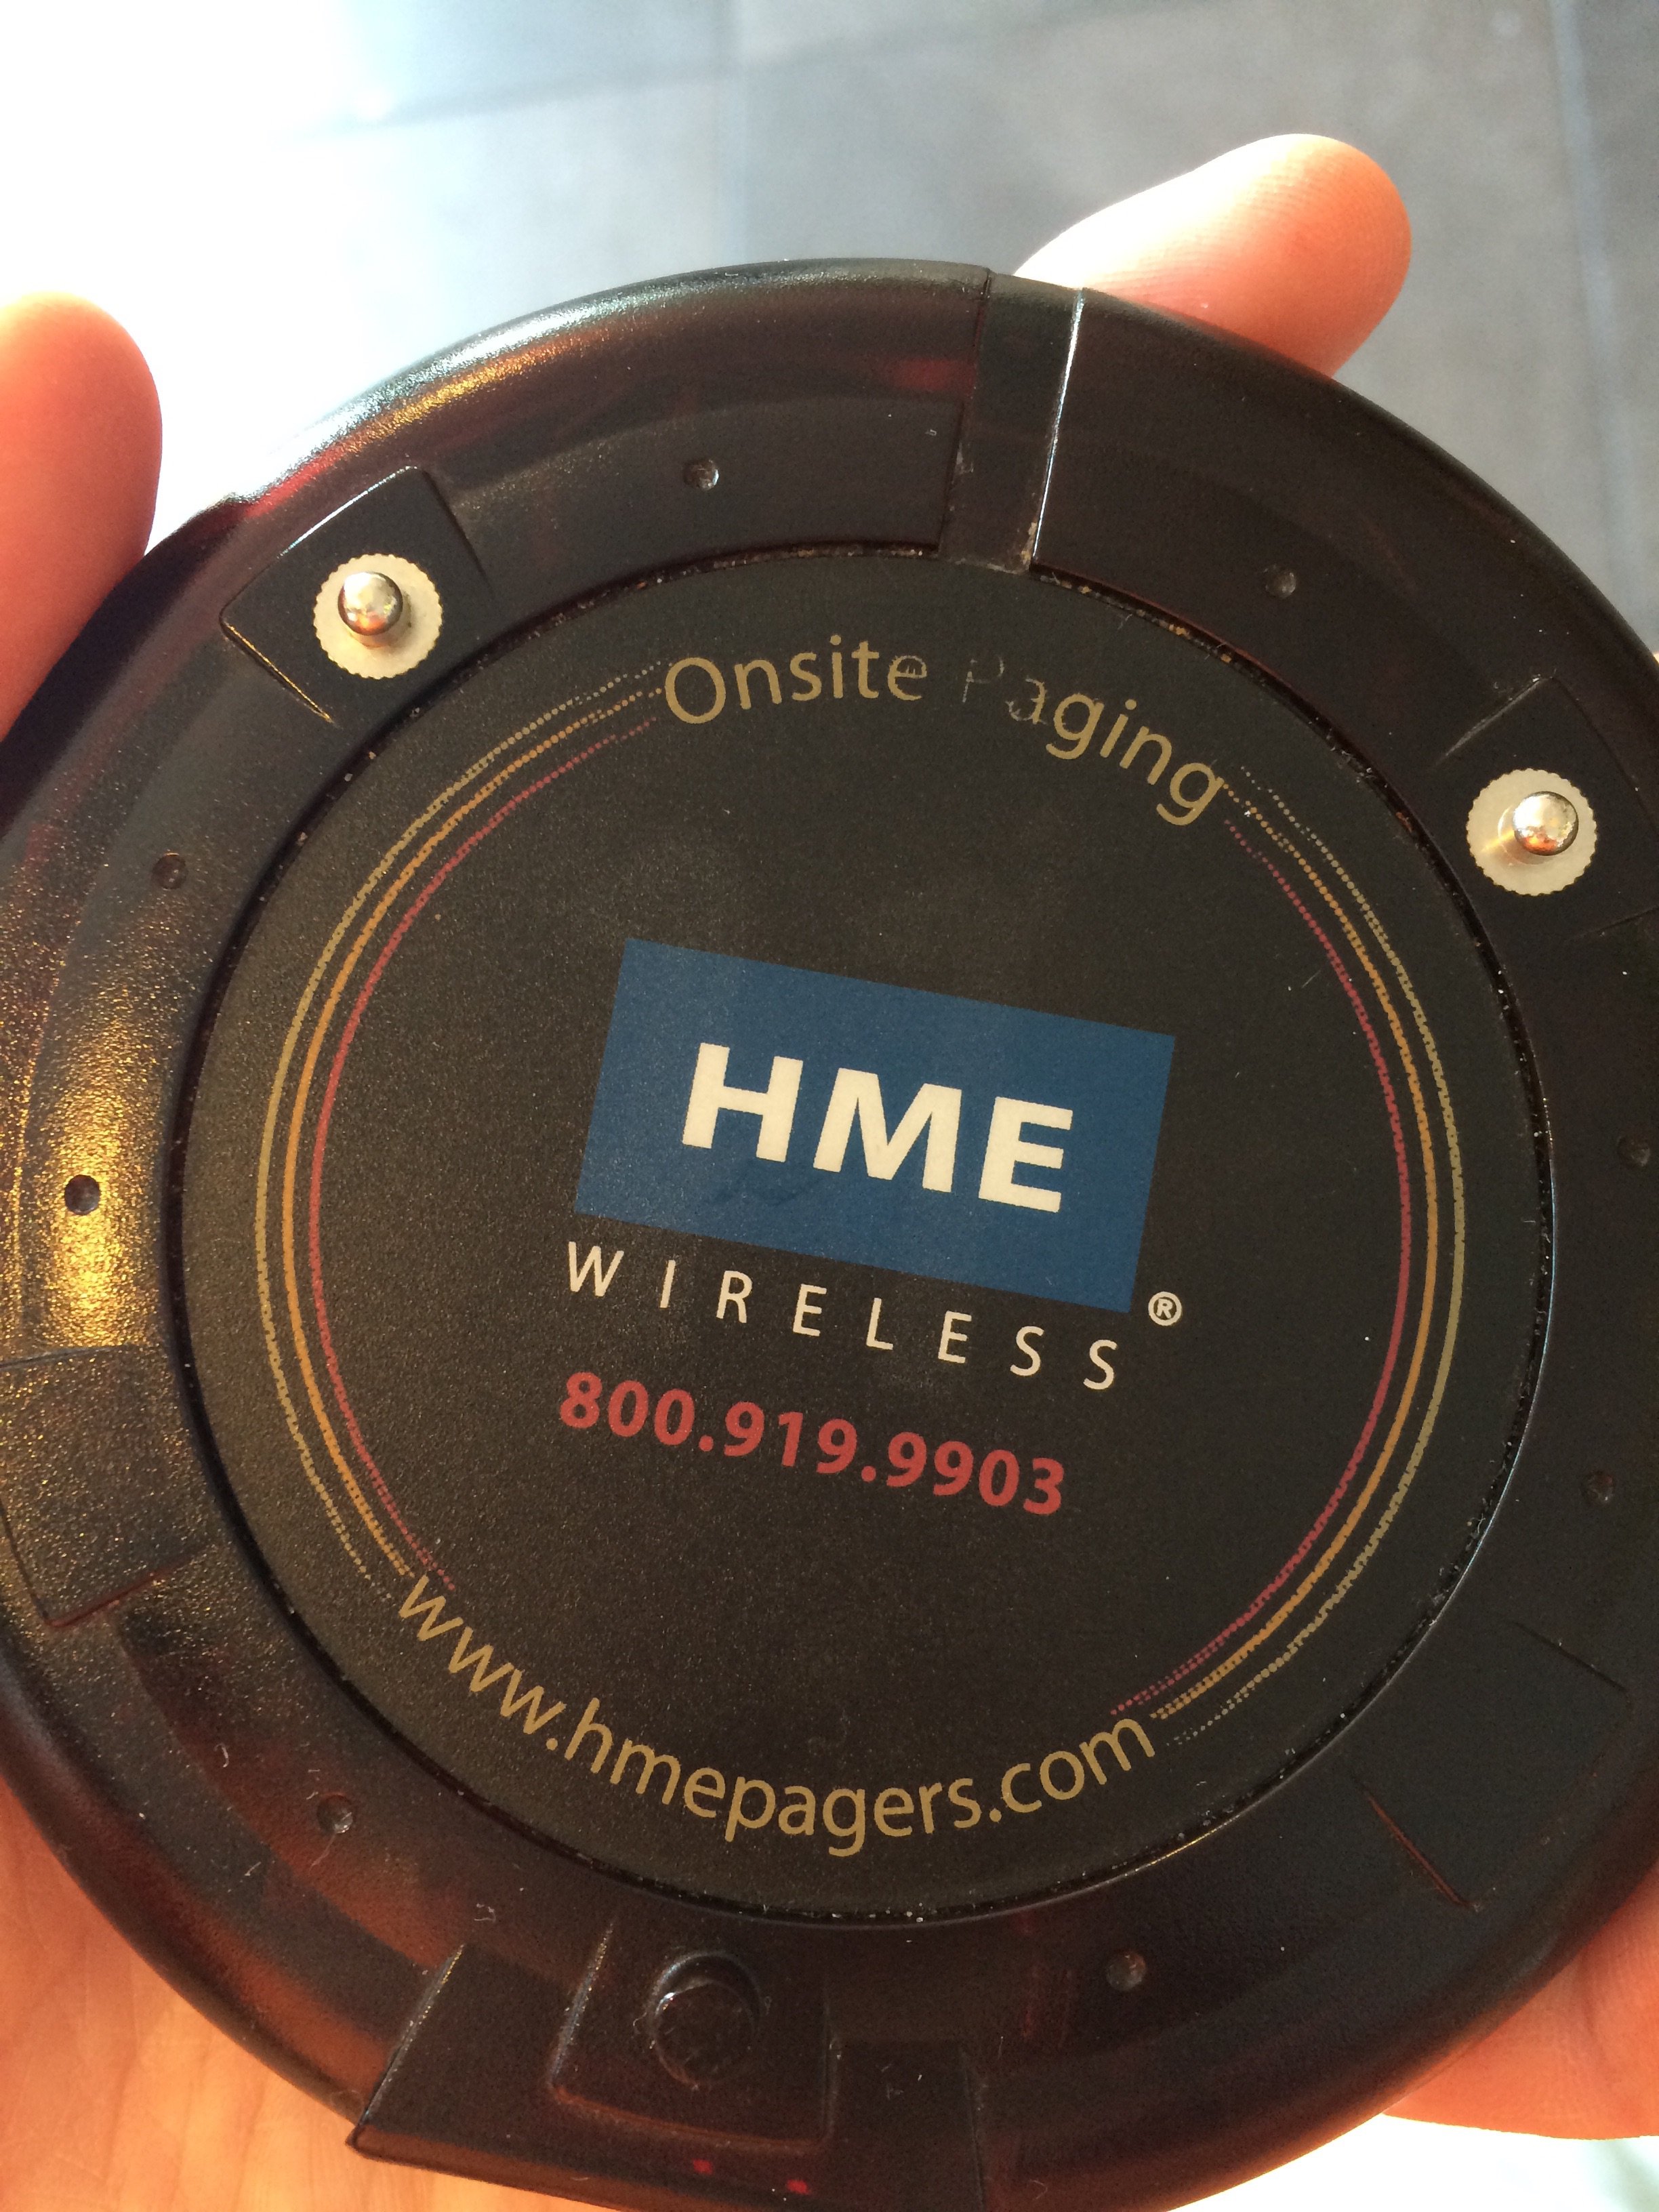 Onsite Paging
HME
WIRELESS®
800.919.9903
www.hmepagers.com